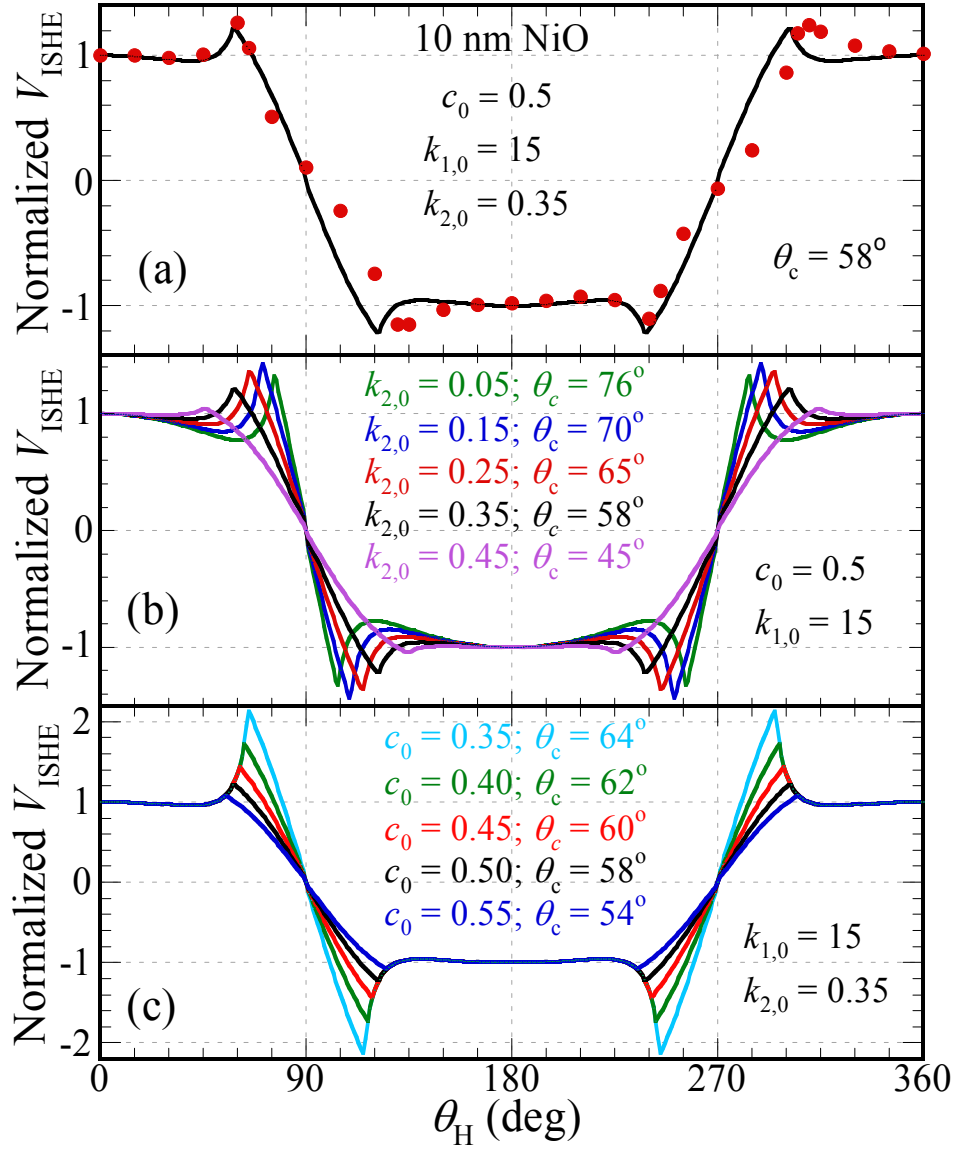 Normalized V_ISHE
1
0
-1
10 nm NiO
c₀ = 0.5
k₁,₀ = 15
k₂,₀ = 0.35
θc = 58°
(a)
Normalized V_ISHE
1
0
-1
k₂,₀ = 0.05; θc = 76°
k₂,₀ = 0.15; θc = 70°
k₂,₀ = 0.25; θc = 65°
k₂,₀ = 0.35; θc = 58°
k₂,₀ = 0.45; θc = 45°
c₀ = 0.5
k₁,₀ = 15
(b)
Normalized V_ISHE
2
1
0
-1
-2
c₀ = 0.35; θc = 64°
c₀ = 0.40; θc = 62°
c₀ = 0.45; θc = 60°
c₀ = 0.50; θc = 58°
c₀ = 0.55; θc = 54°
k₁,₀ = 15
k₂,₀ = 0.35
(c)
0 90 180 270 360
θ_H (deg)